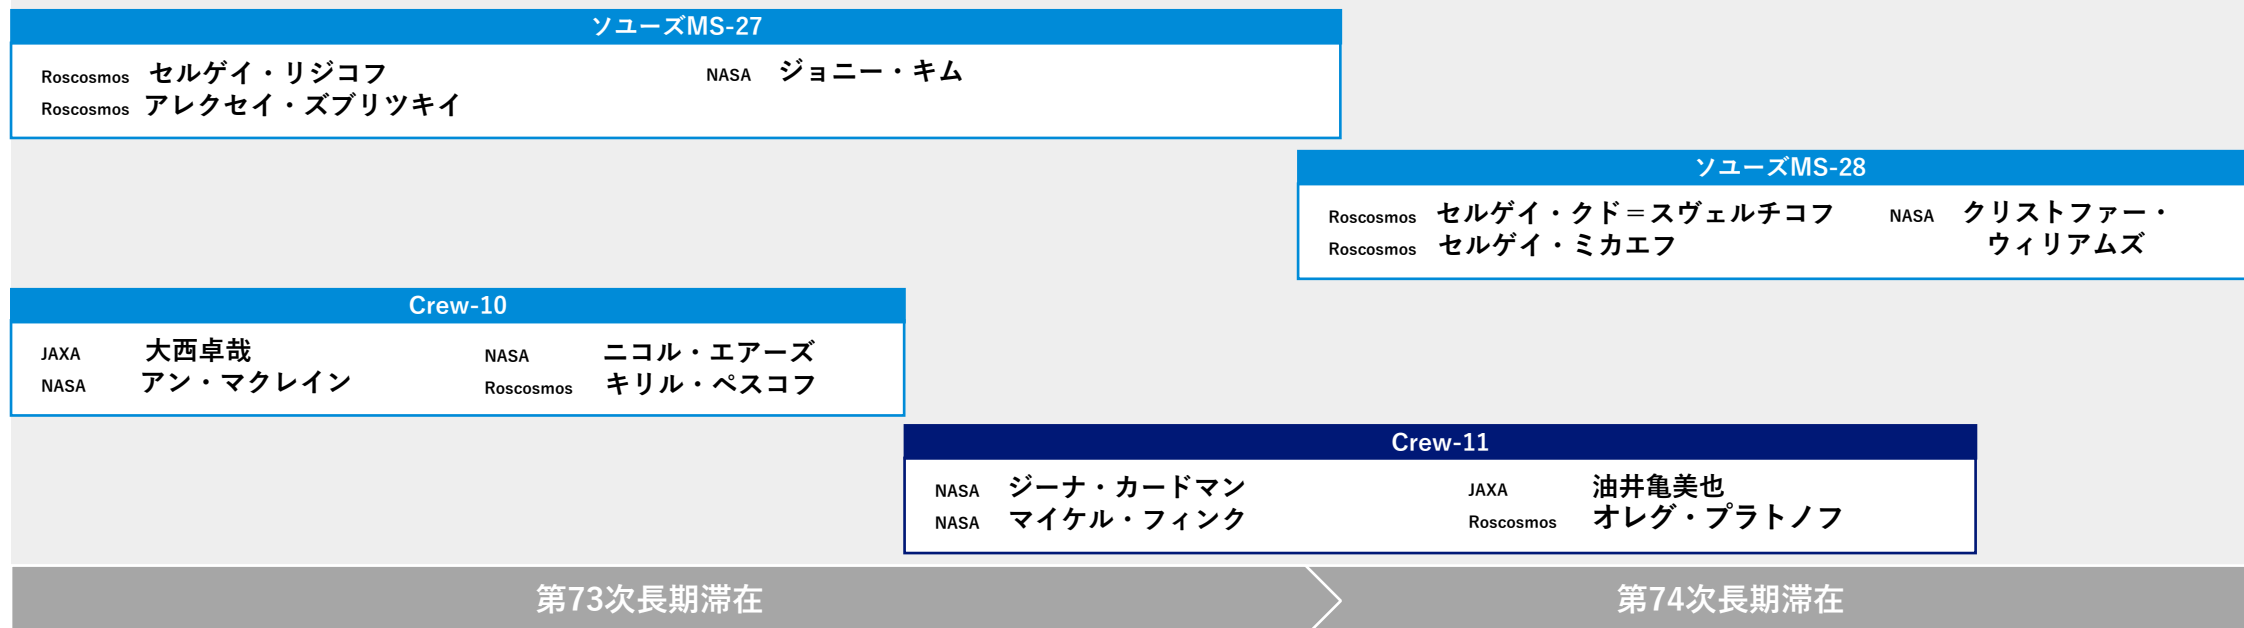 ソユーズMS-27
Roscosmos セルゲイ・リジコフ NASA ジョニー・キム
Roscosmos アレクセイ・ズブリツキイ
ソユーズMS-28
Roscosmos セルゲイ・クド＝スヴェルチコフ NASA クリストファー・
Roscosmos セルゲイ・ミカエフ ウィリアムズ
Crew-10
JAXA 大西卓哉 NASA ニコル・エアーズ
NASA アン・マクレイン Roscosmos キリル・ペスコフ
Crew-11
NASA ジーナ・カードマン JAXA 油井亀美也
NASA マイケル・フィンク Roscosmos オレグ・プラトノフ
第73次長期滞在 第74次長期滞在